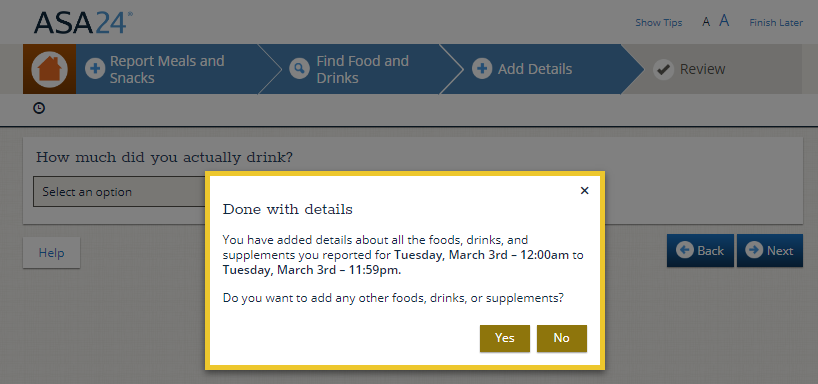 ASA24®
Show Tips A A Finish Later
Report Meals and
Snacks
Find Food and
Drinks
Add Details
Review
How much did you actually drink?
Select an option
Done with details
You have added details about all the foods, drinks, and
supplements you reported for Tuesday, March 3rd – 12:00am to
Tuesday, March 3rd – 11:59pm.
Do you want to add any other foods, drinks, or supplements?
Yes No
Help
Back Next